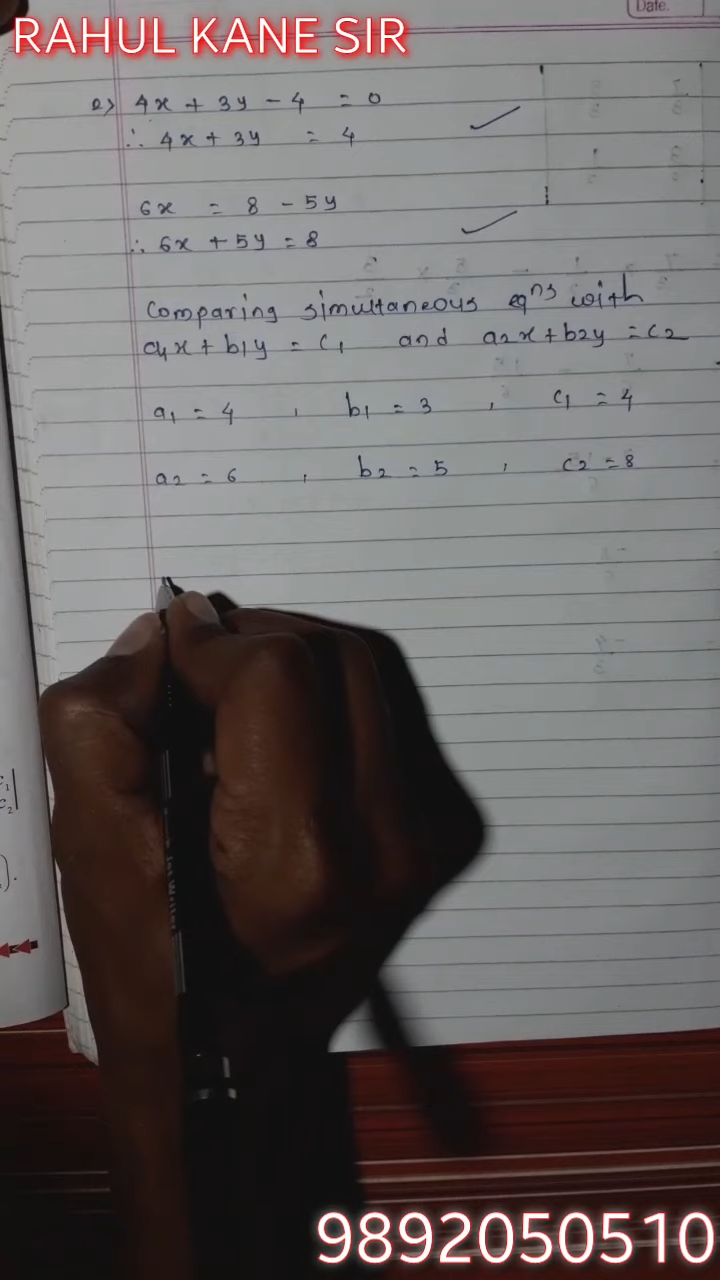 Date.
RAHUL KANE SIR
2) 4x + 3y - 4 = 0
∴ 4x + 3y = 4
6x = 8 - 5y
∴ 6x + 5y = 8
Comparing simultaneous eqns with
a1x + b1y = c1 and a2x + b2y = c2
a1 = 4 , b1 = 3 , c1 = 4
a2 = 6 , b2 = 5 , c2 = 8
c1
c2
).
9892050510